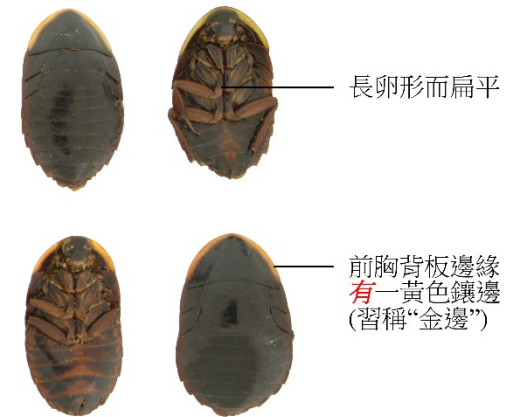 長卵形而扁平
前胸背板邊緣
有一黃色鑲邊
(習稱“金邊”)